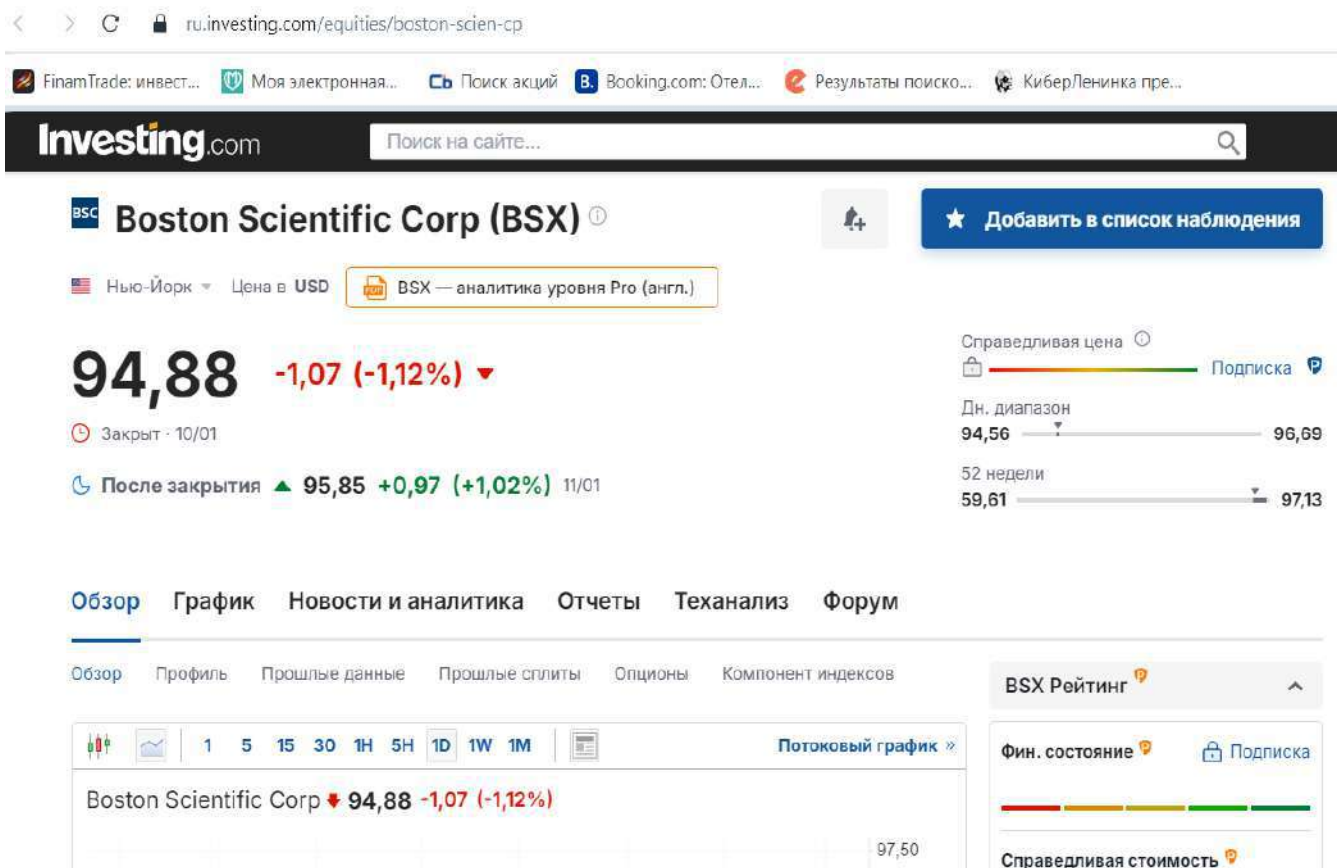 ru.investing.com/equities/boston-scien-cp
FinamTrade: инвест... Моя электронная... Сb Поиск акций B. Booking.com: Отел... Результаты поиско... КиберЛенинка пре...
Investing.com Поиск на сайте...
BSC Boston Scientific Corp (BSX) Добавить в список наблюдения
Нью-Йорк Цена в USD PDF BSX — аналитика уровня Pro (англ.)
94,88 -1,07 (-1,12%)
Справедливая цена
Подписка
Закрыт · 10/01
Дн. диапазон
94,56 96,69
После закрытия 95,85 +0,97 (+1,02%) 11/01
52 недели
59,61 97,13
Обзор График Новости и аналитика Отчеты Теханализ Форум
Обзор Профиль Прошлые данные Прошлые сплиты Опционы Компонент индексов
BSX Рейтинг
1 5 15 30 1H 5H 1D 1W 1M Потоковый график »
Фин. состояние Подписка
Boston Scientific Corp 94,88 -1,07 (-1,12%)
97,50
Справедливая стоимость